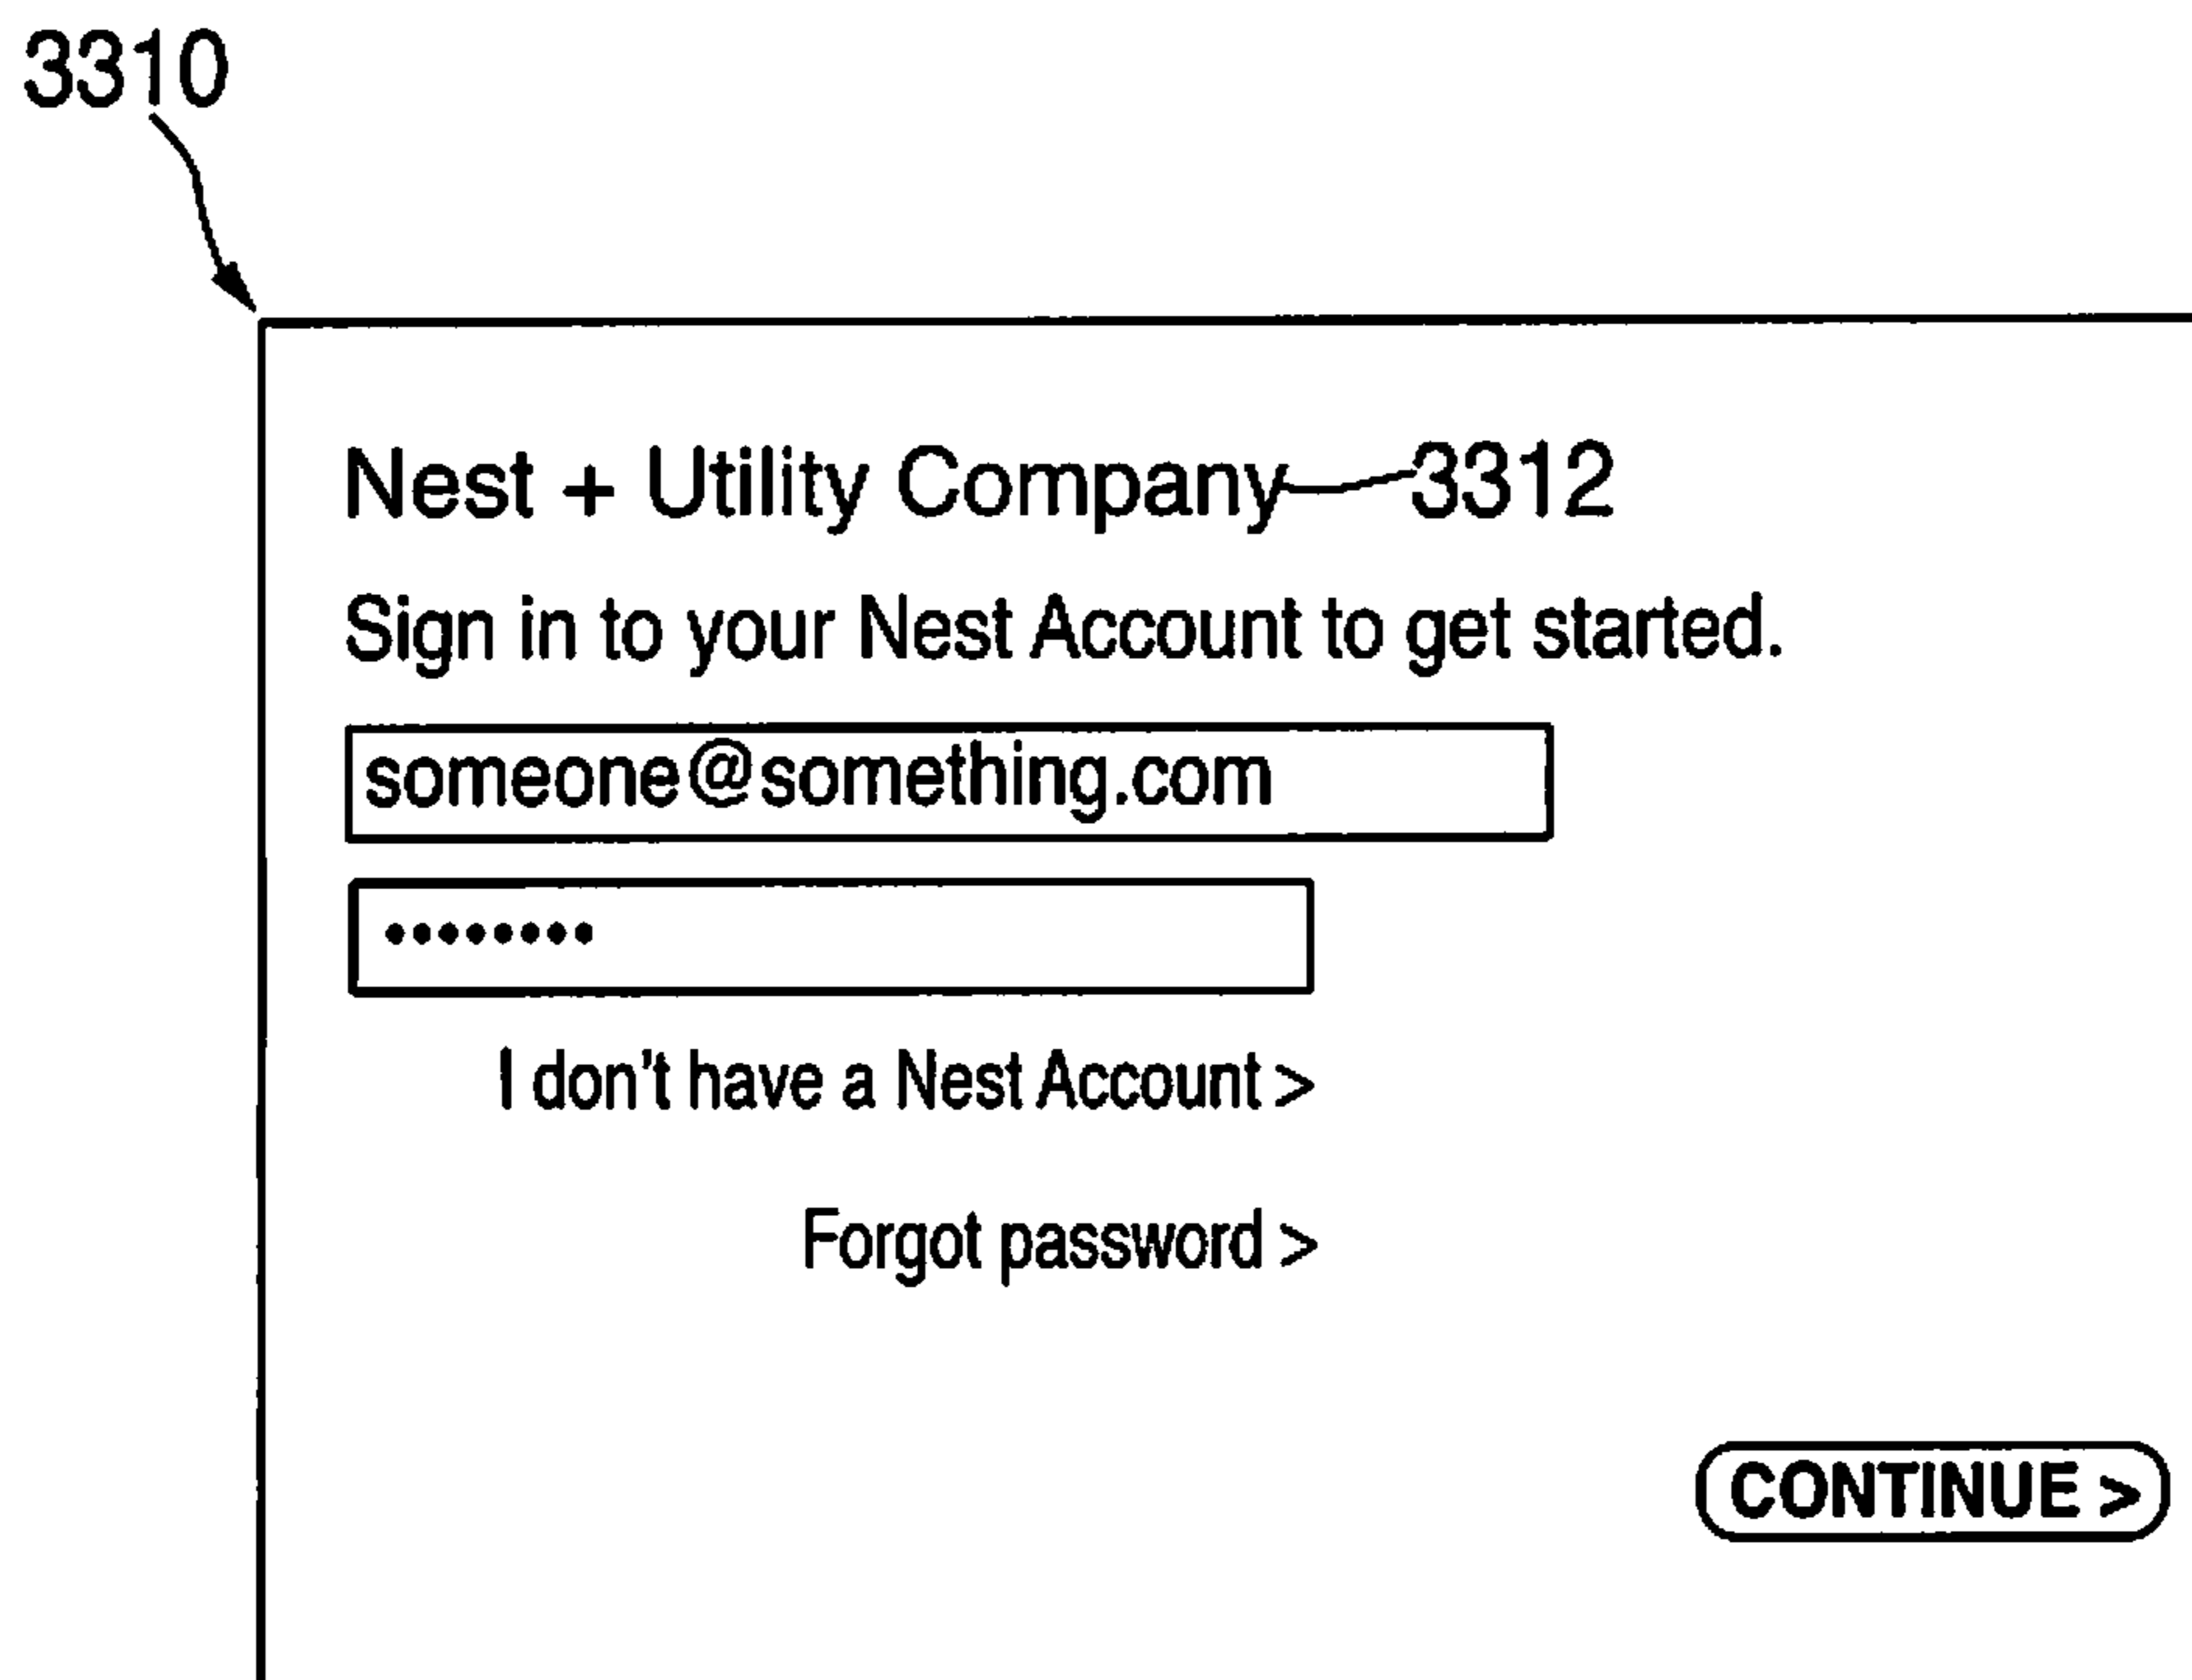 3310
Nest + Utility Company 3312
Sign in to your Nest Account to get started.
someone@something.com
••••••••
I don't have a Nest Account >
Forgot password >
CONTINUE >